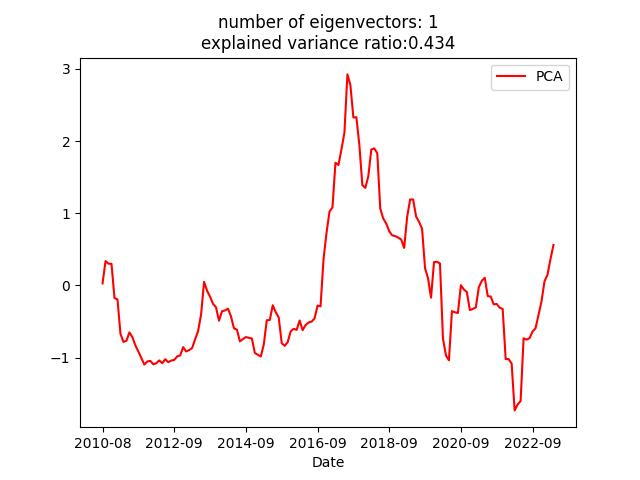 number of eigenvectors: 1
explained variance ratio:0.434
PCA
3
2
1
0
−1
2010-08 2012-09 2014-09 2016-09 2018-09 2020-09 2022-09
Date